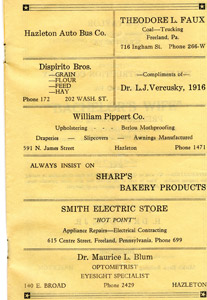 Hazleton Auto Bus Co.
THEODORE L. FAUX
Coal—Trucking
Freeland, Pa.
716 Ingham St. Phone 266-W
Dispirito Bros.
—GRAIN
—FLOUR
—FEED
—HAY
Phone 172 202 WASH. ST.
—Compliments of—
Dr. L.J.Vercusky, 1916
William Pippert Co.
Upholstering - - - Berlou Mothproofing
Draperies — Slipcovers — Awnings Manufactured
591 N. James Street Hazleton Phone 1471
ALWAYS INSIST ON
SHARP'S
BAKERY PRODUCTS
SMITH ELECTRIC STORE
"HOT POINT"
Appliance Repairs—Electrical Contracting
615 Centre Street, Freeland, Pennsylvania. Phone 699
Dr. Maurice L. Blum
OPTOMETRIST
EYESIGHT SPECIALIST
140 E. BROAD Phone 2429 HAZLETON